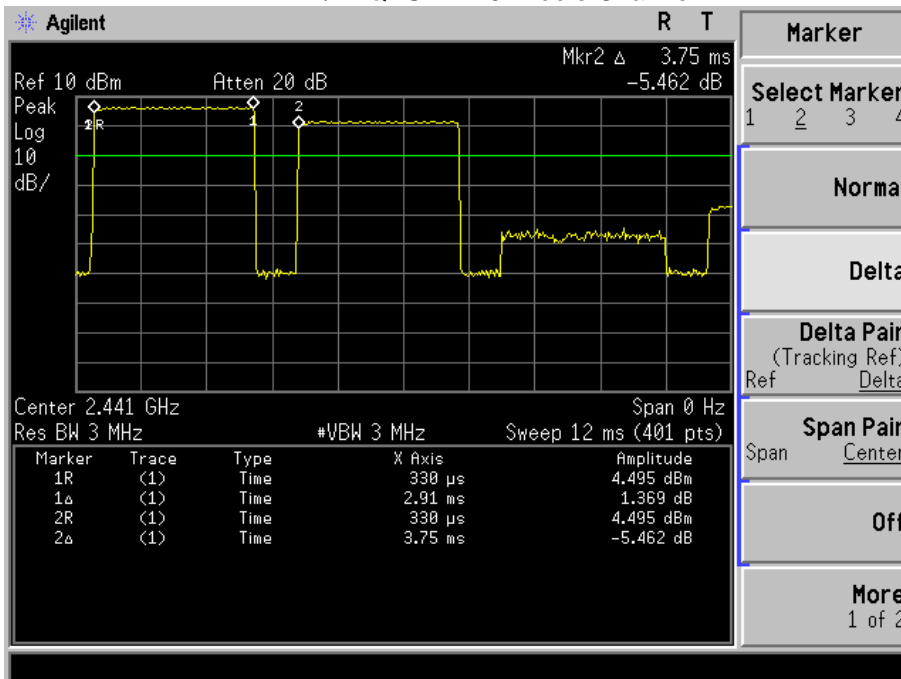 Agilent R T
Marker
Mkr2 Δ 3.75 ms
Ref 10 dBm Atten 20 dB -5.462 dB
Peak
Log
10
dB/
1R
1
2
Select Marker
1 2 3 4
Norma
Delta
Delta Pair
(Tracking Ref)
Ref Delta
Span Pair
Span Center
Off
More
1 of 2
Center 2.441 GHz Span 0 Hz
Res BW 3 MHz #VBW 3 MHz Sweep 12 ms (401 pts)
Marker Trace Type X Axis Amplitude
1R (1) Time 330 µs 4.495 dBm
1Δ (1) Time 2.91 ms 1.369 dB
2R (1) Time 330 µs 4.495 dBm
2Δ (1) Time 3.75 ms -5.462 dB